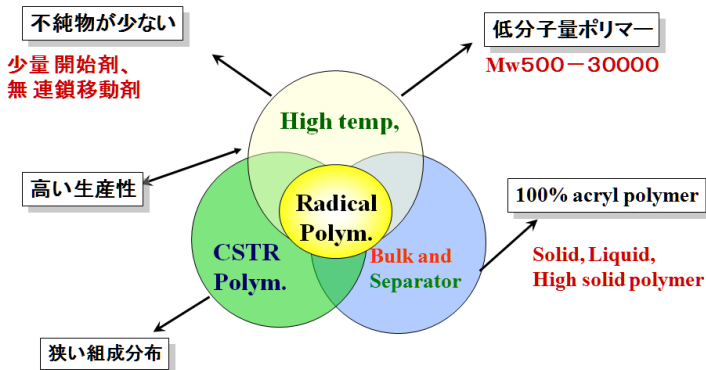 不純物が少ない
少量 開始剤、
無 連鎖移動剤
低分子量ポリマー
Mw500－30000
High temp,
高い生産性
Radical
Polym.
100% acryl polymer
CSTR
Polym.
Bulk and
Separator
Solid, Liquid,
High solid polymer
狭い組成分布